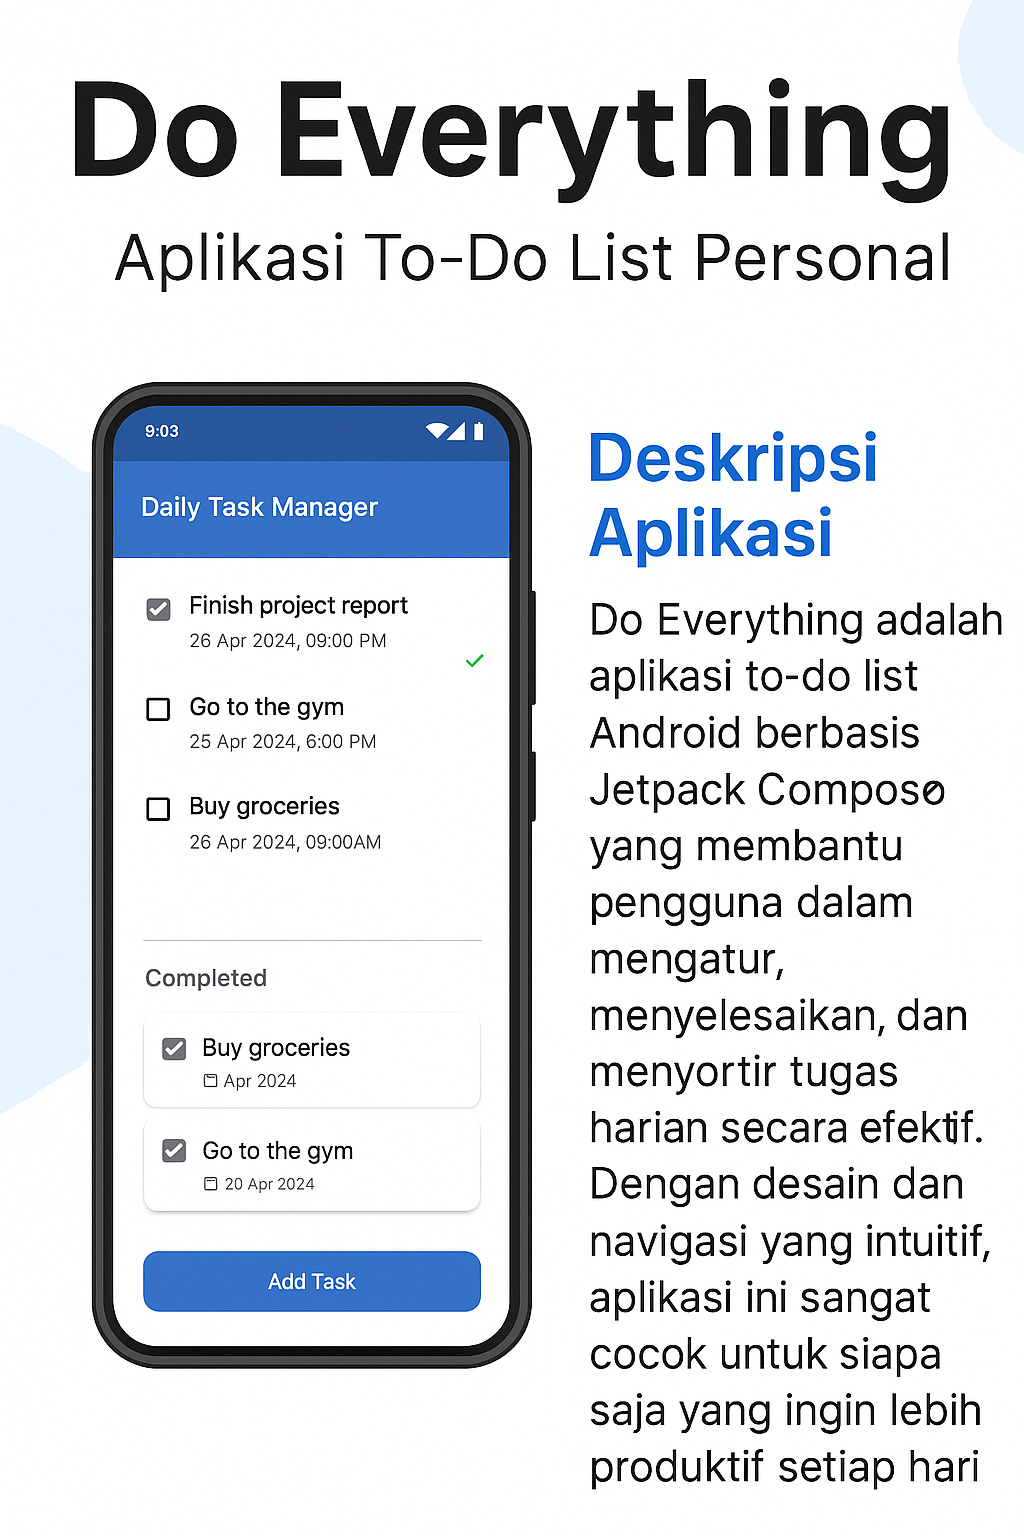 Do Everything
Aplikasi To-Do List Personal
9:03
Daily Task Manager
Finish project report
26 Apr 2024, 09:00 PM
Go to the gym
25 Apr 2024, 6:00 PM
Buy groceries
26 Apr 2024, 09:00AM
Completed
Buy groceries
Apr 2024
Go to the gym
20 Apr 2024
Add Task
Deskripsi
Aplikasi
Do Everything adalah
aplikasi to-do list
Android berbasis
Jetpack Composo
yang membantu
pengguna dalam
mengatur,
menyelesaikan, dan
menyortir tugas
harian secara efektif.
Dengan desain dan
navigasi yang intuitif,
aplikasi ini sangat
cocok untuk siapa
saja yang ingin lebih
produktif setiap hari